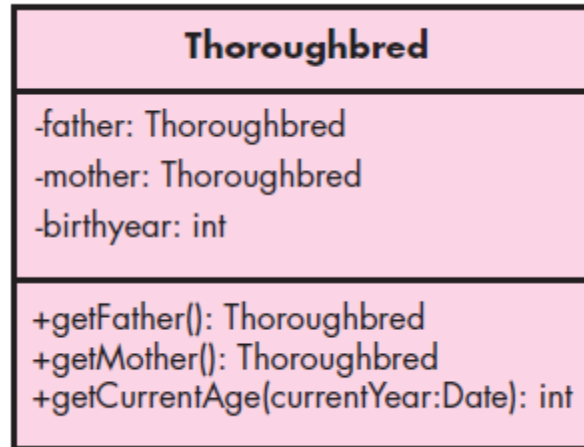 Thoroughbred
-father: Thoroughbred
-mother: Thoroughbred
-birthyear: int
+getFather(): Thoroughbred
+getMother(): Thoroughbred
+getCurrentAge(currentYear:Date): int